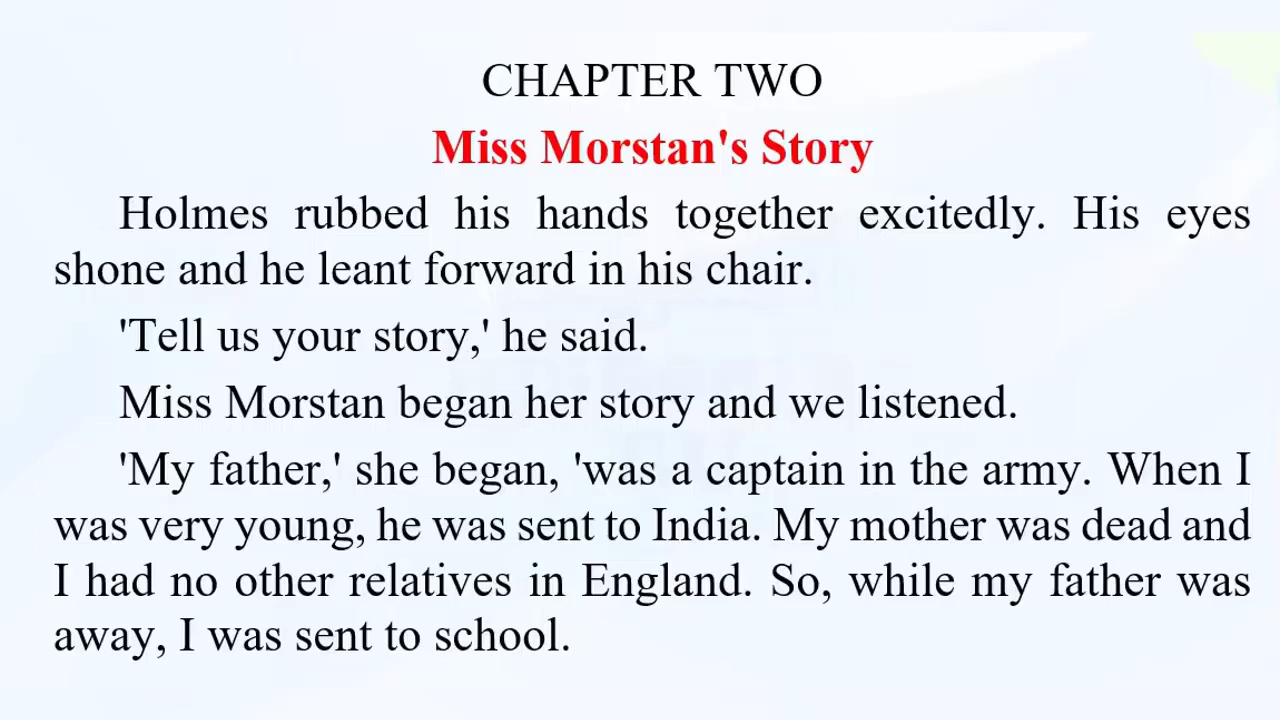 CHAPTER TWO
Miss Morstan's Story
Holmes rubbed his hands together excitedly. His eyes
shone and he leant forward in his chair.
'Tell us your story,' he said.
Miss Morstan began her story and we listened.
'My father,' she began, 'was a captain in the army. When I
was very young, he was sent to India. My mother was dead and
I had no other relatives in England. So, while my father was
away, I was sent to school.